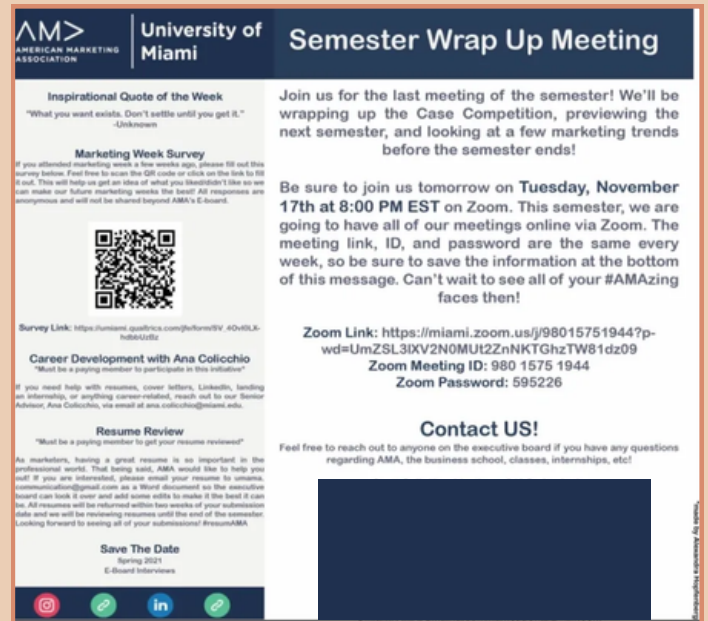 AMA
AMERICAN MARKETING
ASSOCIATION
University of
Miami
Semester Wrap Up Meeting
Inspirational Quote of the Week
"What you want exists. Don't settle until you get it."
-Unknown
Marketing Week Survey
If you attended marketing week a few weeks ago, please fill out this
survey below. Feel free to scan the QR code or click on the link to fill
it out. This will help us get an idea of what you liked/didn't like so we
can make our future marketing weeks the best! All responses are
anonymous and will not be shared beyond AMA's E-board.
Survey Link:
Career Development with Ana Colicchio
"Must be a paying member to participate in this initiative"
If you need help with resumes, cover letters, LinkedIn, landing
an internship, or anything career-related, reach out to our Senior
Advisor, Ana Colicchio, via email at ana.colicchio@miami.edu.
Resume Review
"Must be a paying member to get your resume reviewed"
As marketers, having a great resume is so important in the
professional world. That being said, AMA would like to help you
out! If you are interested, please email your resume to umama.
communication@gmail.com as a Word document so the executive
board can look it over and add some edits to make it the best it can
be. All resumes will be returned within two weeks of your submission
date and we will be reviewing resumes until the end of the semester.
Looking forward to seeing all of your submissions! #resumAMA
Save The Date
Spring 2021
E-Board Interviews
Join us for the last meeting of the semester! We'll be
wrapping up the Case Competition, previewing the
next semester, and looking at a few marketing trends
before the semester ends!
Be sure to join us tomorrow on Tuesday, November
17th at 8:00 PM EST on Zoom. This semester, we are
going to have all of our meetings online via Zoom. The
meeting link, ID, and password are the same every
week, so be sure to save the information at the bottom
of this message. Can't wait to see all of your #AMAzing
faces then!
Zoom Link: https://miami.zoom.us/j/98015751944?p-
wd=UmZSL3lXV2N0MUt2ZnNKTGhzTW81dz09
Zoom Meeting ID: 980 1575 1944
Zoom Password: 595226
Contact US!
Feel free to reach out to anyone on the executive board if you have any questions
regarding AMA, the business school, classes, internships, etc!
*made by Alexandra Hopfenberg
in